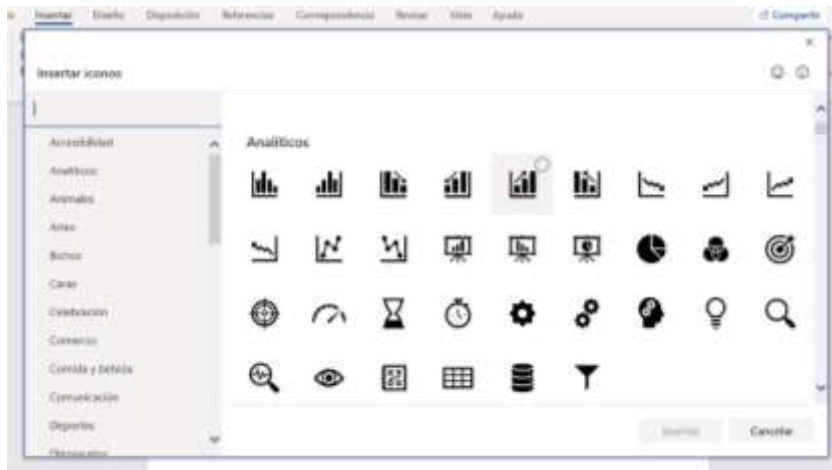 Insertar Diseño Disposición Referencias Correspondencia Revisar Vista Ayuda Compartir
Insertar iconos
Accesibilidad
Analíticos
Animales
Artes
Bichos
Caras
Celebración
Comercio
Comida y bebida
Comunicación
Deportes
Analíticos
Insertar
Cancelar